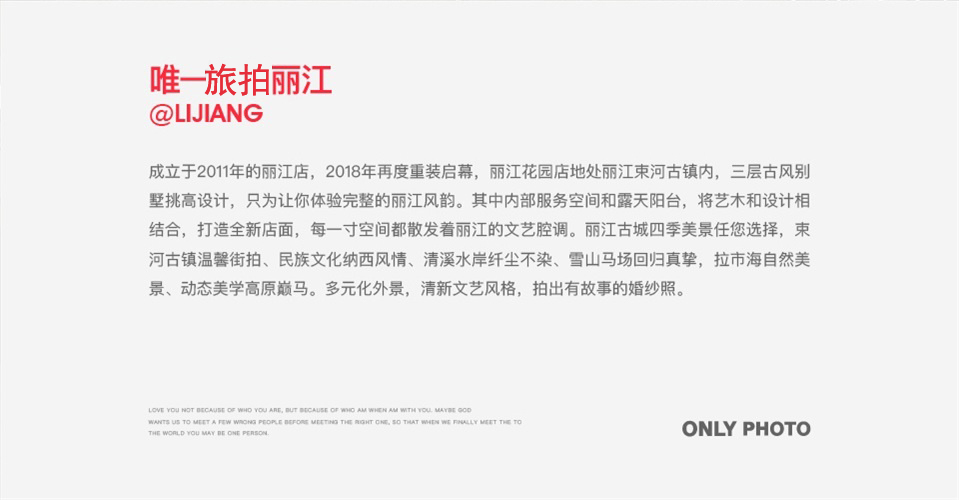 唯一旅拍丽江
@LIJIANG
成立于2011年的丽江店，2018年再度重装启幕，丽江花园店地处丽江束河古镇内，三层古风别
墅挑高设计，只为让你体验完整的丽江风韵。其中内部服务空间和露天阳台，将艺木和设计相
结合，打造全新店面，每一寸空间都散发着丽江的文艺腔调。丽江古城四季美景任您选择，束
河古镇温馨街拍、民族文化纳西风情、清溪水岸纤尘不染、雪山马场回归真挚，拉市海自然美
景、动态美学高原巅马。多元化外景，清新文艺风格，拍出有故事的婚纱照。
LOVE YOU NOT BECAUSE OF WHO YOU ARE, BUT BECAUSE OF WHO AM WHEN AM WITH YOU. MAYBE GOD
WANTS US TO MEET A FEW WRONG PEOPLE BEFORE MEETING THE RIGHT ONE, SO THAT WHEN WE FINALLY MEET THE TO
THE WORLD YOU MAY BE ONE PERSON.
ONLY PHOTO